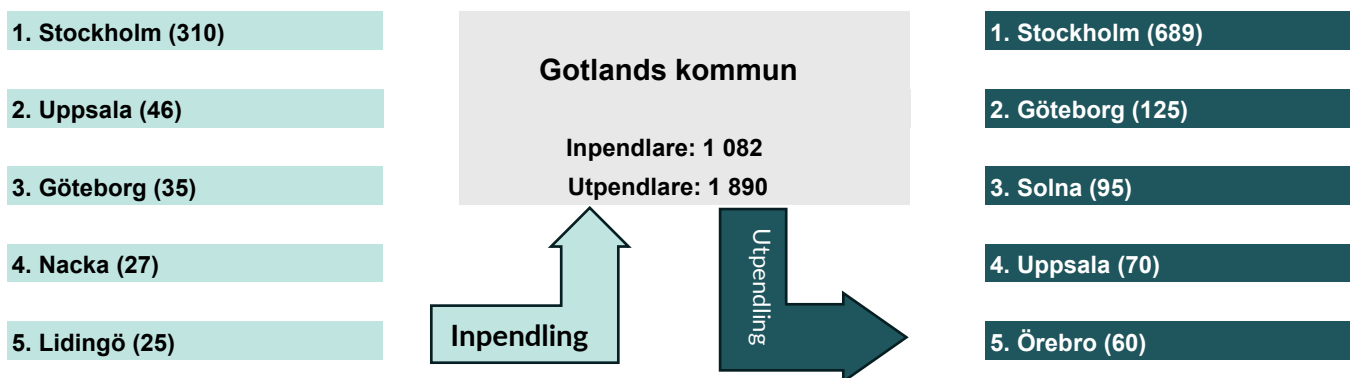 1. Stockholm (310)
2. Uppsala (46)
3. Göteborg (35)
4. Nacka (27)
5. Lidingö (25)
Gotlands kommun
Inpendlare: 1 082
Utpendlare: 1 890
Inpendling
Utpendling
1. Stockholm (689)
2. Göteborg (125)
3. Solna (95)
4. Uppsala (70)
5. Örebro (60)